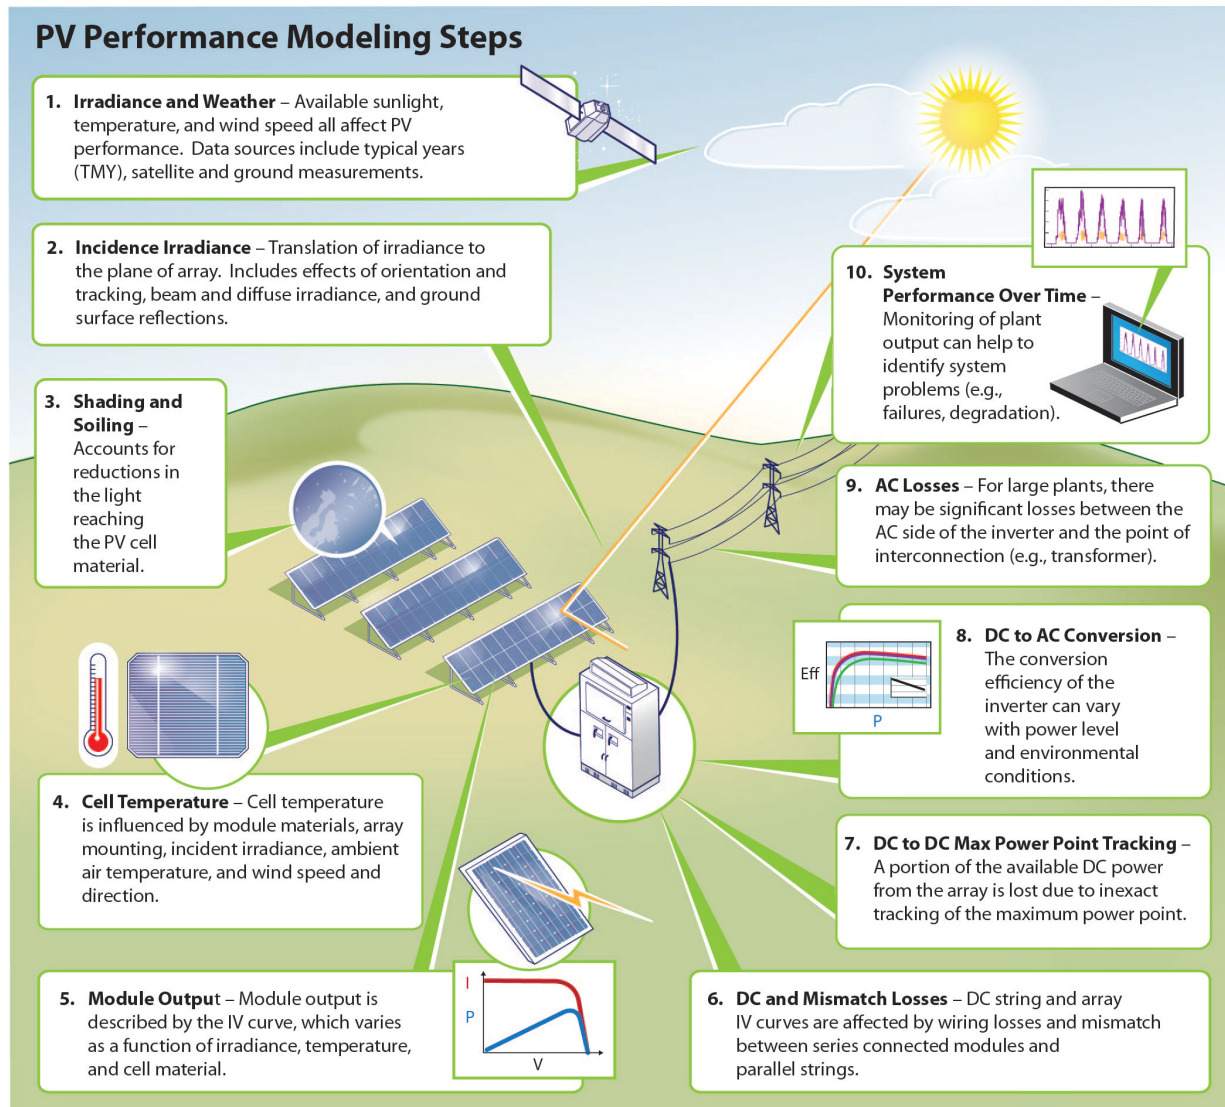 PV Performance Modeling Steps
1. Irradiance and Weather – Available sunlight,
temperature, and wind speed all affect PV
performance. Data sources include typical years
(TMY), satellite and ground measurements.
2. Incidence Irradiance – Translation of irradiance to
the plane of array. Includes effects of orientation and
tracking, beam and diffuse irradiance, and ground
surface reflections.
3. Shading and
Soiling –
Accounts for
reductions in
the light
reaching
the PV cell
material.
4. Cell Temperature – Cell temperature
is influenced by module materials, array
mounting, incident irradiance, ambient
air temperature, and wind speed and
direction.
5. Module Output – Module output is
described by the IV curve, which varies
as a function of irradiance, temperature,
and cell material.
I
P
V
6. DC and Mismatch Losses – DC string and array
IV curves are affected by wiring losses and mismatch
between series connected modules and
parallel strings.
7. DC to DC Max Power Point Tracking –
A portion of the available DC power
from the array is lost due to inexact
tracking of the maximum power point.
8. DC to AC Conversion –
The conversion
efficiency of the
inverter can vary
with power level
and environmental
conditions.
Eff
P
9. AC Losses – For large plants, there
may be significant losses between the
AC side of the inverter and the point of
interconnection (e.g., transformer).
10. System
Performance Over Time –
Monitoring of plant
output can help to
identify system
problems (e.g.,
failures, degradation).